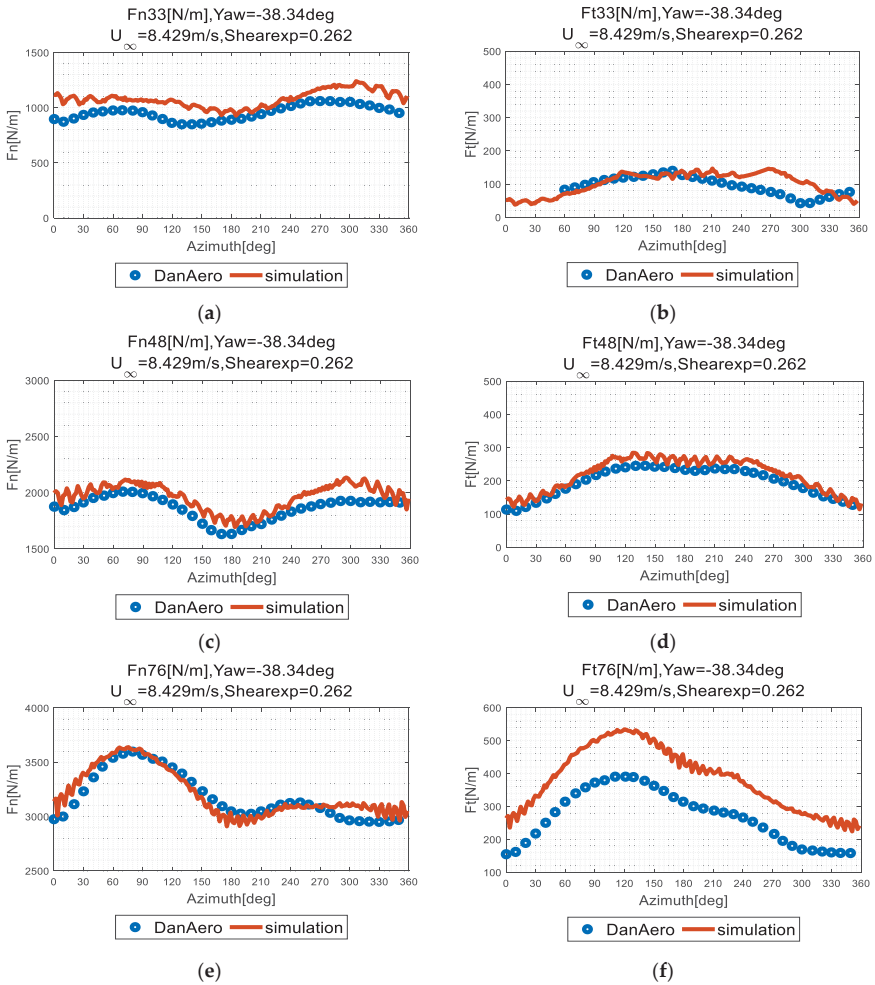 Fn33[N/m],Yaw=-38.34deg
U∞=8.429m/s,Shearexp=0.262
1500
1000
500
0
Fn[N/m]
0 30 60 90 120 150 180 210 240 270 300 330 360
Azimuth[deg]
DanAero simulation
(a)
Ft33[N/m],Yaw=-38.34deg
U∞=8.429m/s,Shearexp=0.262
500
400
300
200
100
0
Ft[N/m]
0 30 60 90 120 150 180 210 240 270 300 330 360
Azimuth[deg]
DanAero simulation
(b)
Fn48[N/m],Yaw=-38.34deg
U∞=8.429m/s,Shearexp=0.262
3000
2500
2000
1500
Fn[N/m]
0 30 60 90 120 150 180 210 240 270 300 330 360
Azimuth[deg]
DanAero simulation
(c)
Ft48[N/m],Yaw=-38.34deg
U∞=8.429m/s,Shearexp=0.262
500
400
300
200
100
0
Ft[N/m]
0 30 60 90 120 150 180 210 240 270 300 330 360
Azimuth[deg]
DanAero simulation
(d)
Fn76[N/m],Yaw=-38.34deg
U∞=8.429m/s,Shearexp=0.262
4000
3500
3000
2500
Fn[N/m]
0 30 60 90 120 150 180 210 240 270 300 330 360
Azimuth[deg]
DanAero simulation
(e)
Ft76[N/m],Yaw=-38.34deg
U∞=8.429m/s,Shearexp=0.262
600
500
400
300
200
100
Ft[N/m]
0 30 60 90 120 150 180 210 240 270 300 330 360
Azimuth[deg]
DanAero simulation
(f)